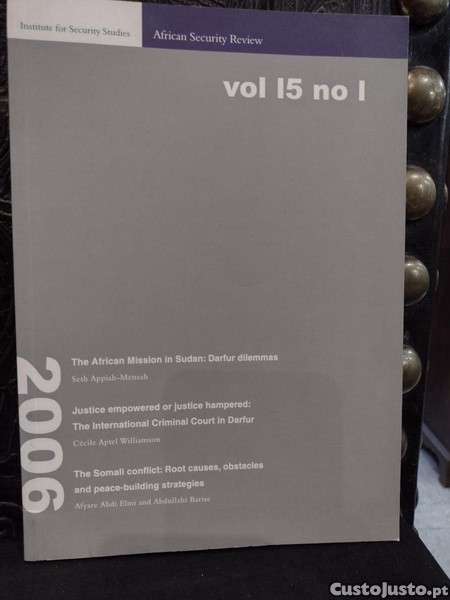 Institute for Security Studies
African Security Review
vol 15 no 1
2006
The African Mission in Sudan: Darfur dilemmas
Seth Appiah-Mensah
Justice empowered or justice hampered:
The International Criminal Court in Darfur
Cécile Aptel Williamson
The Somali conflict: Root causes, obstacles
and peace-building strategies
Afyare Abdi Elmi and Abdullahi Barise
CustoJusto.pt